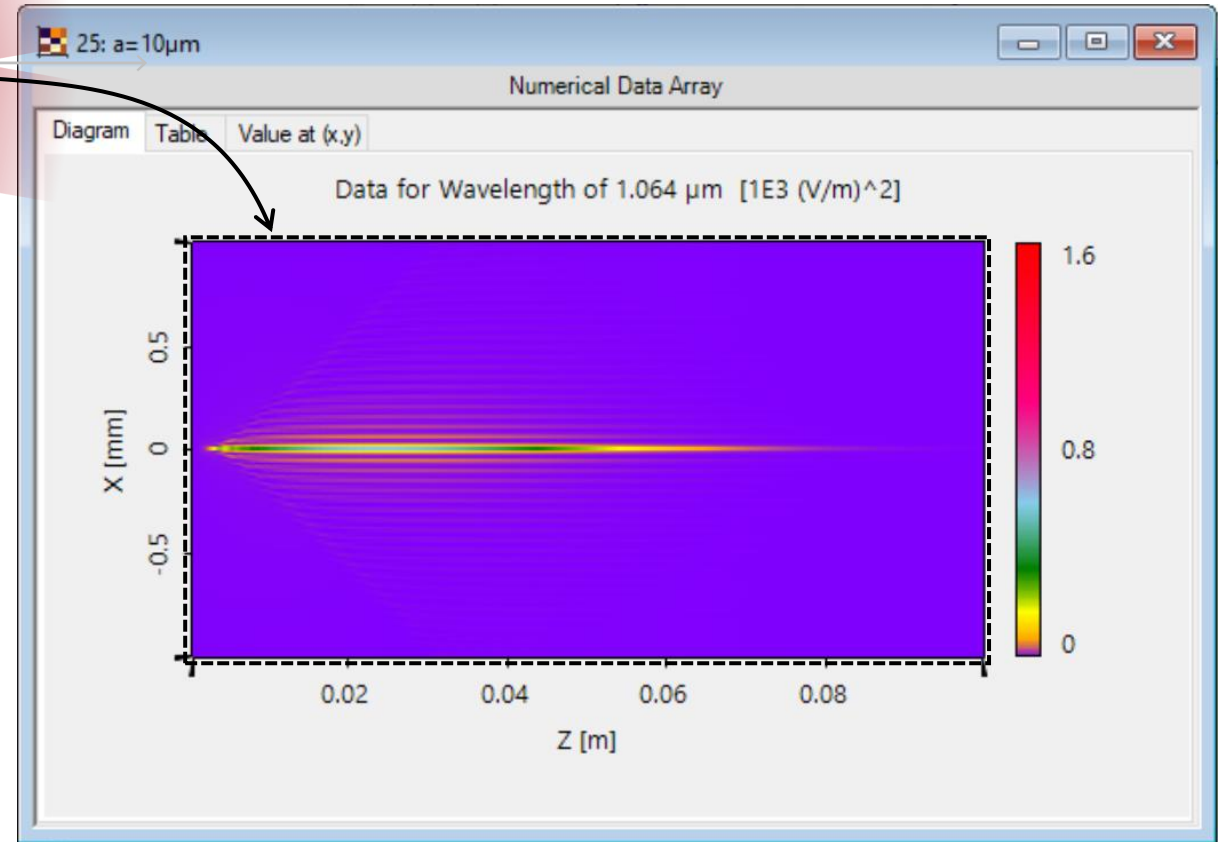 25: a=10µm
Numerical Data Array
Diagram Table Value at (x,y)
Data for Wavelength of 1.064 µm [1E3 (V/m)^2]
1.6
0.8
0
0.5
0
-0.5
X [mm]
0.02 0.04 0.06 0.08
Z [m]